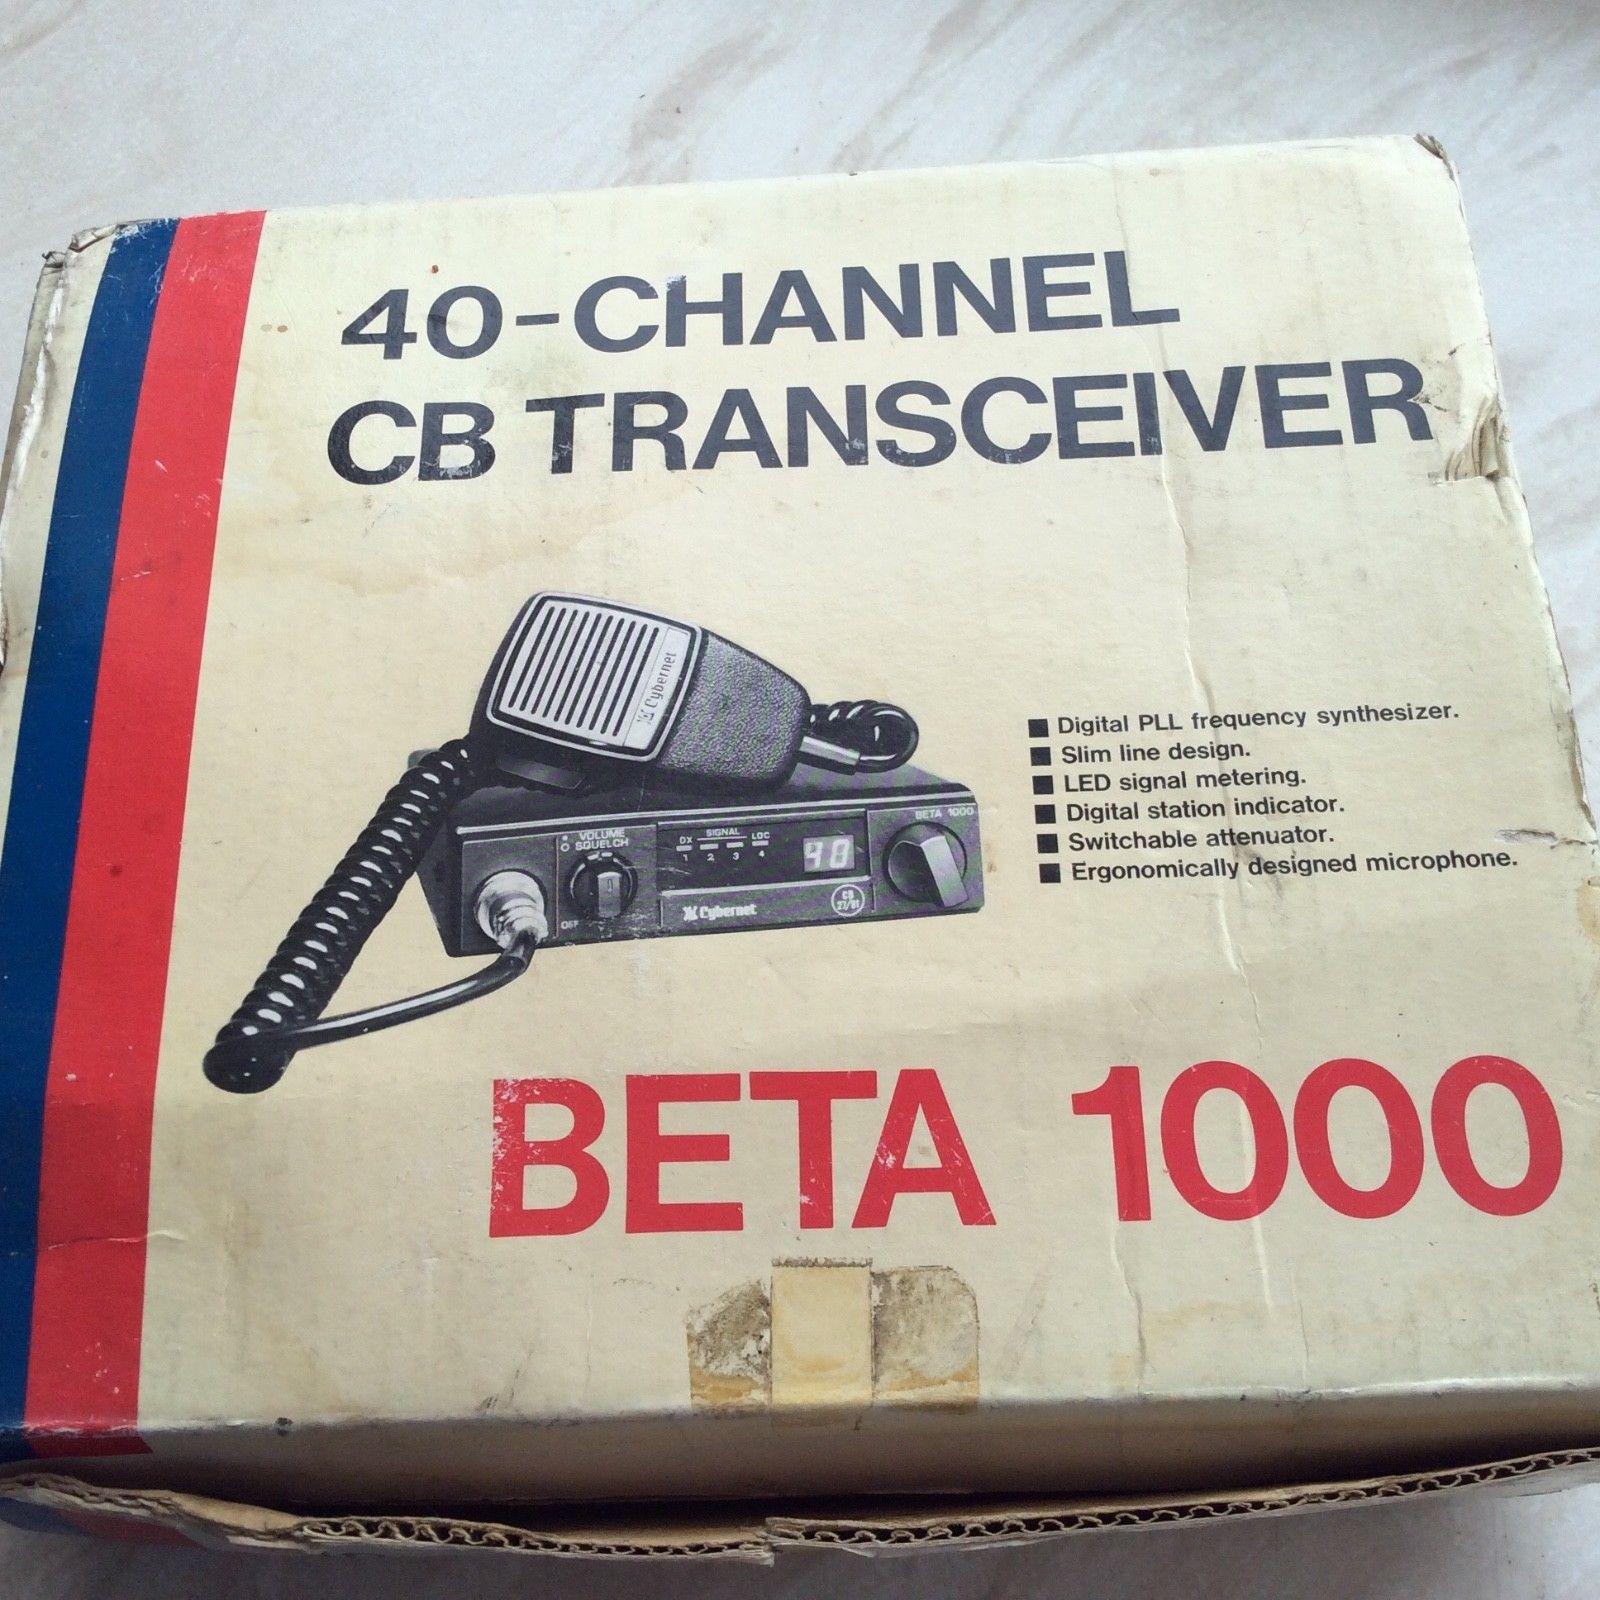 40-CHANNEL
CB TRANSCEIVER
Cybernet
■ Digital PLL frequency synthesizer.
■ Slim line design.
■ LED signal metering.
■ Digital station indicator.
■ Switchable attenuator.
■ Ergonomically designed microphone.
VOLUME
SQUELCH
OFF
DX SIGNAL LOC
1 2 3 4
40
BETA 1000
Cybernet
CB
27/81
BETA 1000